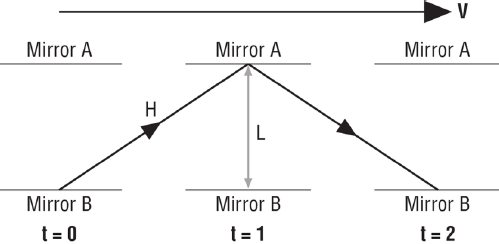 V
Mirror A Mirror A Mirror A
H
L
Mirror B Mirror B Mirror B
t = 0 t = 1 t = 2